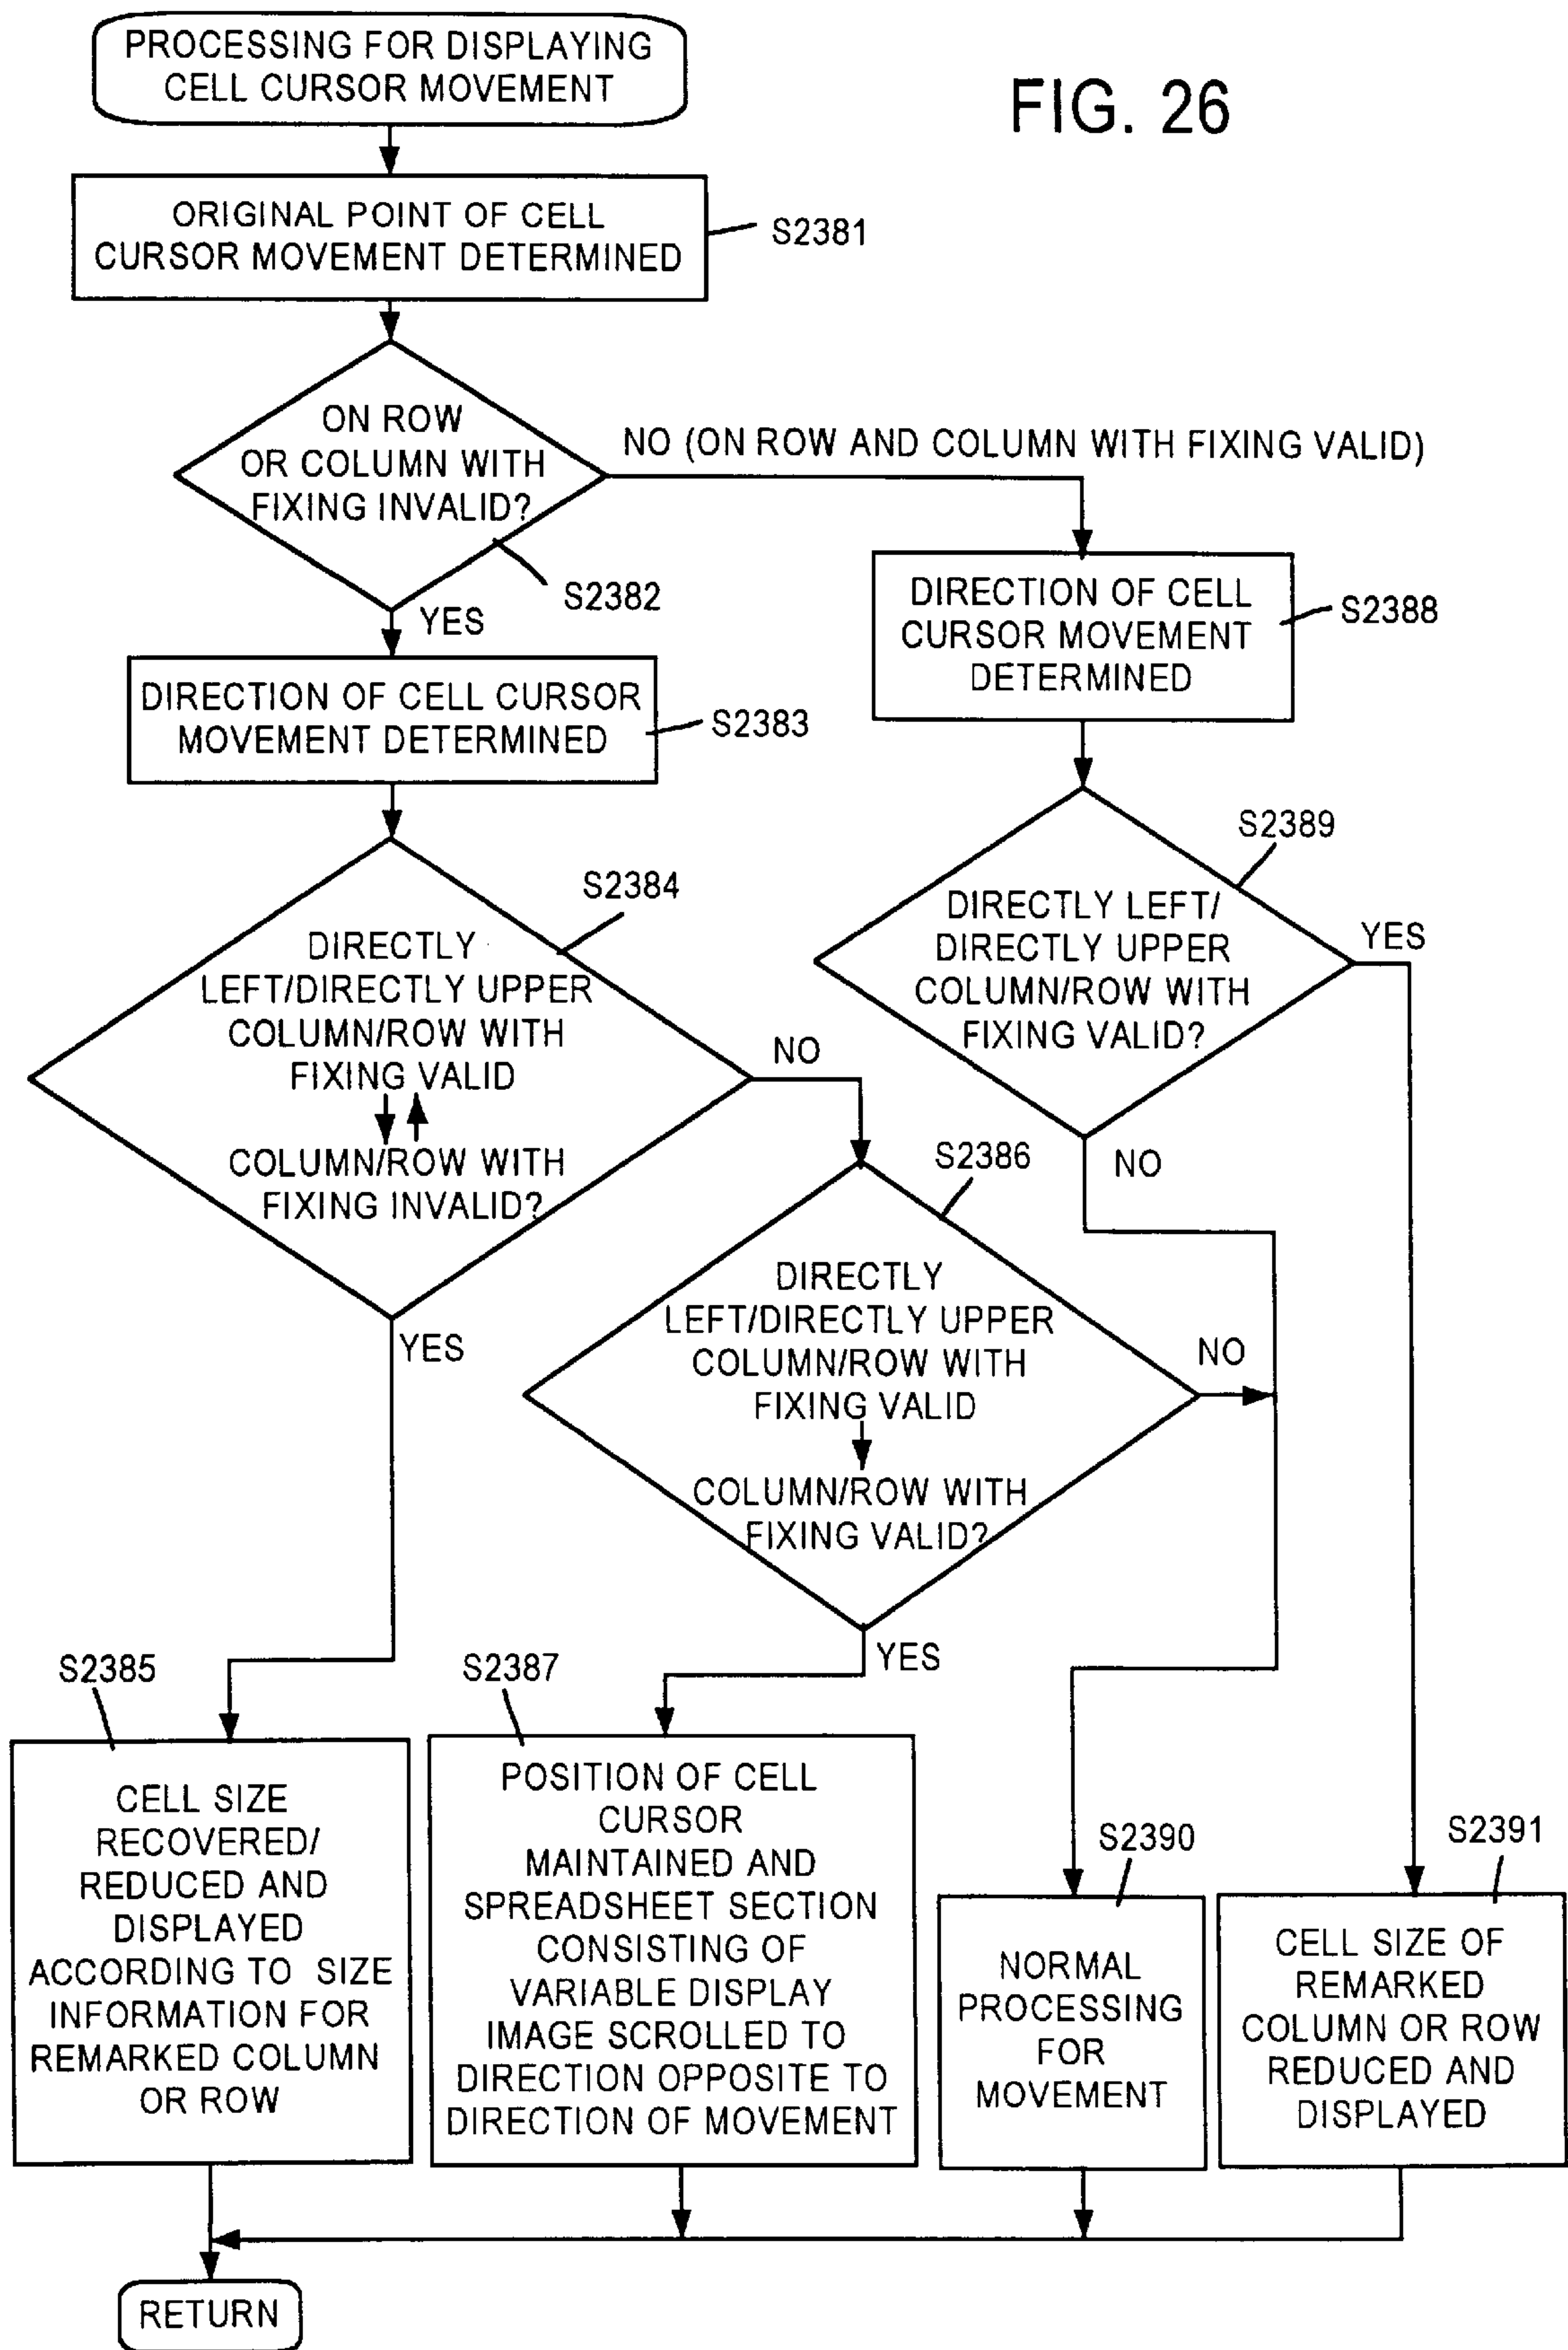 PROCESSING FOR DISPLAYING
CELL CURSOR MOVEMENT
FIG. 26
ORIGINAL POINT OF CELL
CURSOR MOVEMENT DETERMINED
S2381
ON ROW
OR COLUMN WITH
FIXING INVALID?
S2382
NO (ON ROW AND COLUMN WITH FIXING VALID)
YES
DIRECTION OF CELL CURSOR
MOVEMENT DETERMINED
S2383
DIRECTION OF CELL
CURSOR MOVEMENT
DETERMINED
S2388
S2384
DIRECTLY
LEFT/DIRECTLY UPPER
COLUMN/ROW WITH
FIXING VALID
COLUMN/ROW WITH
FIXING INVALID?
NO
YES
S2389
DIRECTLY LEFT/
DIRECTLY UPPER
COLUMN/ROW WITH
FIXING VALID?
YES
NO
S2386
DIRECTLY
LEFT/DIRECTLY UPPER
COLUMN/ROW WITH
FIXING VALID
COLUMN/ROW WITH
FIXING VALID?
NO
YES
S2385
CELL SIZE
RECOVERED/
REDUCED AND
DISPLAYED
ACCORDING TO SIZE
INFORMATION FOR
REMARKED COLUMN
OR ROW
S2387
POSITION OF CELL
CURSOR
MAINTAINED AND
SPREADSHEET SECTION
CONSISTING OF
VARIABLE DISPLAY
IMAGE SCROLLED TO
DIRECTION OPPOSITE TO
DIRECTION OF MOVEMENT
S2390
NORMAL
PROCESSING
FOR
MOVEMENT
S2391
CELL SIZE OF
REMARKED
COLUMN OR ROW
REDUCED AND
DISPLAYED
RETURN